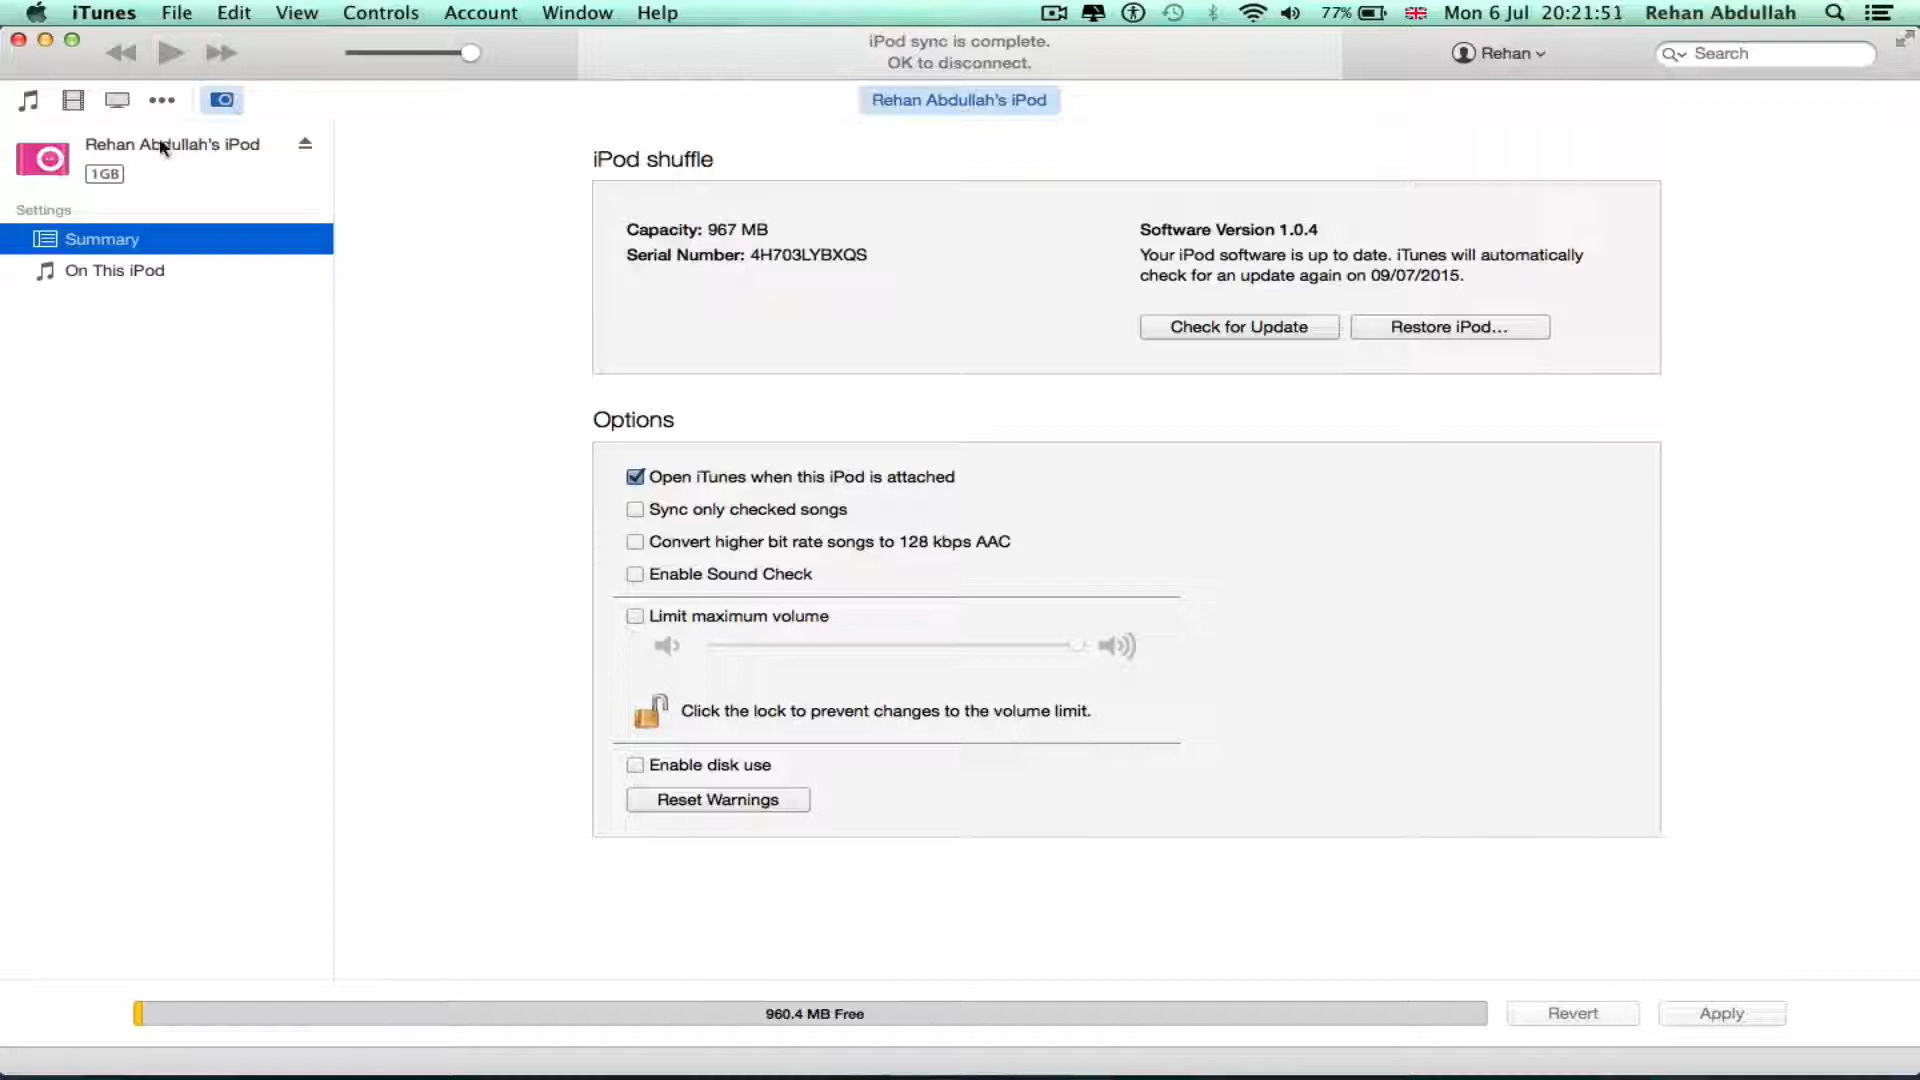 iTunes File Edit View Controls Account Window Help 77% Mon 6 Jul 20:21:51 Rehan Abdullah
iPod sync is complete.
OK to disconnect.
Rehan
Search
Rehan Abdullah's iPod
Rehan Abdullah's iPod
1GB
Settings
Summary
On This iPod
iPod shuffle
Capacity: 967 MB
Serial Number: 4H703LYBXQS
Software Version 1.0.4
Your iPod software is up to date. iTunes will automatically
check for an update again on 09/07/2015.
Check for Update
Restore iPod...
Options
Open iTunes when this iPod is attached
Sync only checked songs
Convert higher bit rate songs to 128 kbps AAC
Enable Sound Check
Limit maximum volume
Click the lock to prevent changes to the volume limit.
Enable disk use
Reset Warnings
960.4 MB Free
Revert
Apply